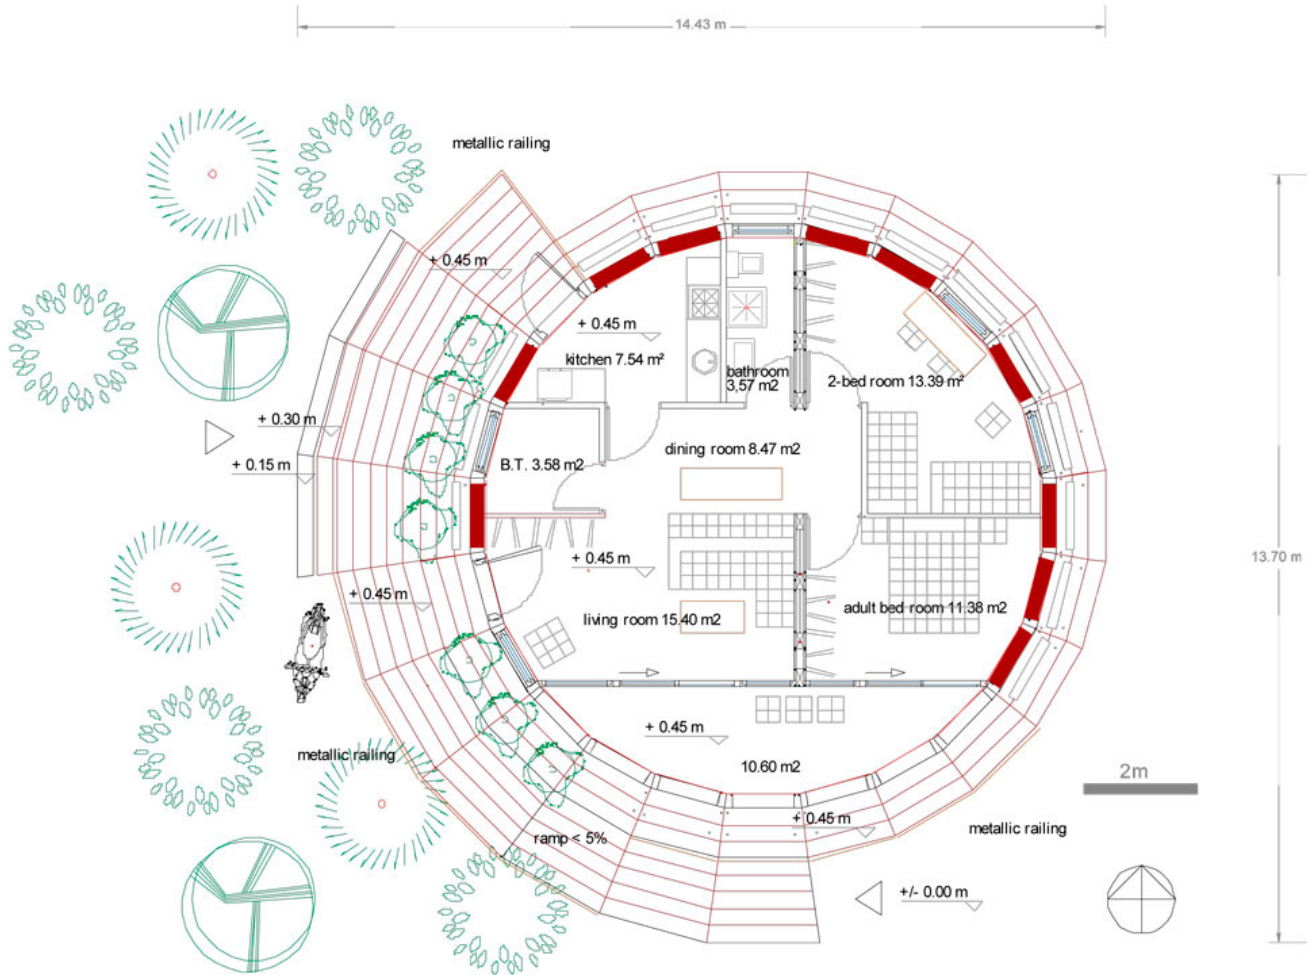 14.43 m
metallic railing
+ 0.45 m
+ 0.45 m
kitchen 7.54 m²
bathroom
3,57 m2
2-bed room 13.39 m²
+ 0.30 m
+ 0.15 m
B.T. 3.58 m2
dining room 8.47 m2
+ 0.45 m
+ 0.45 m
living room 15.40 m2
adult bed room 11.38 m2
13.70 m
+ 0.45 m
metallic railing
10.60 m2
2m
+ 0.45 m
metallic railing
ramp < 5%
+/- 0.00 m